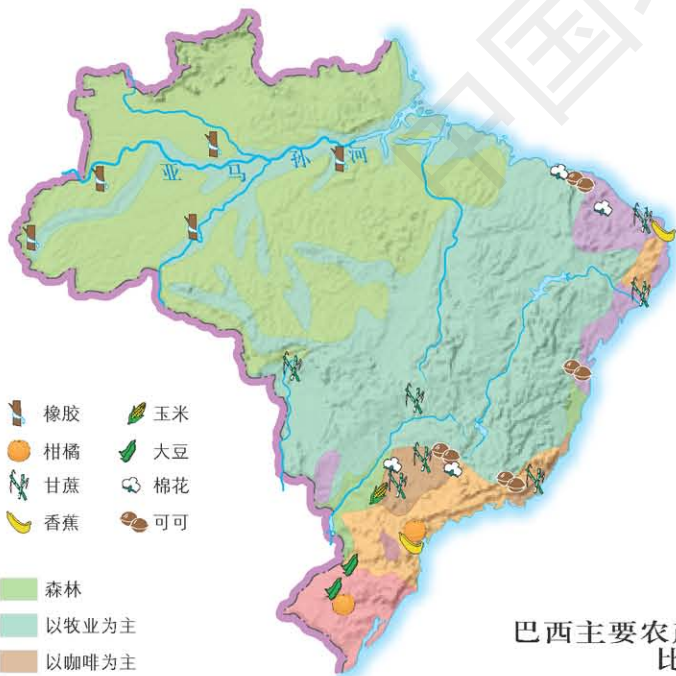 中国
亚马孙河
橡胶 玉米
柑橘 大豆
甘蔗 棉花
香蕉 可可
森林
以牧业为主
以咖啡为主
巴西主要农
比